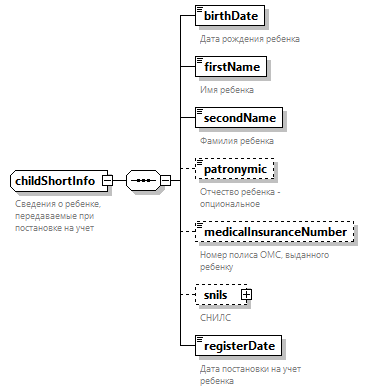 birthDate
Дата рождения ребенка
firstName
Имя ребенка
secondName
Фамилия ребенка
childShortInfo
Сведения о ребенке,
передаваемые при
постановке на учет
patronymic
Отчество ребенка -
опциональное
medicalInsuranceNumber
Номер полиса ОМС, выданного
ребенку
snils
СНИЛС
registerDate
Дата постановки на учет
ребенка